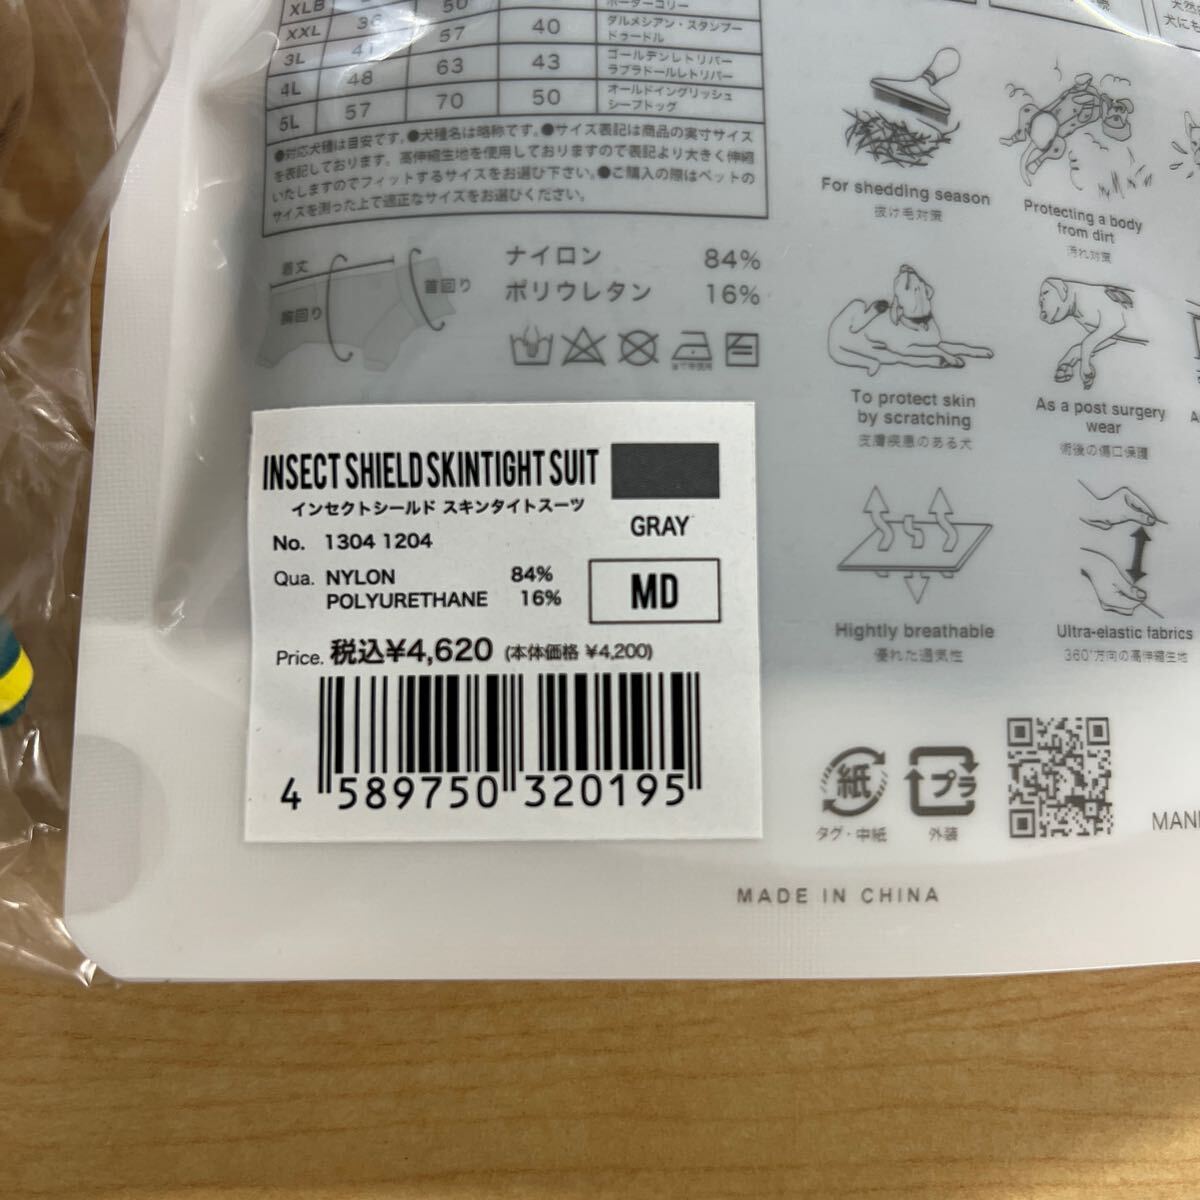 XLB 50 ボーダーコリー
XXL 36 57 40 ダルメシアン・スタンプー
ドゥードル
3L 41
4L 48 63 43 ゴールデンレトリバー
ラブラドールレトリバー
5L 57 70 50 オールドイングリッシュ
シープドッグ
●対応犬種は目安です。●犬種名は略称です。●サイズ表記は商品の実寸サイズ
を表記しております。高伸縮生地を使用しておりますので表記より大きく伸縮
いたしますのでフィットするサイズをお選び下さい。●ご購入の際はペットの
サイズを測った上で適正なサイズをお選びください。
着丈
首回り
胸回り
ナイロン 84%
ポリウレタン 16%
For shedding season
抜け毛対策
Protecting a body
from dirt
汚れ対策
To protect skin
by scratching
皮膚疾患のある犬
As a post surgery
wear
術後の傷口保護
Hightly breathable
優れた通気性
Ultra-elastic fabrics
360°方向の高伸縮生地
INSECT SHIELD SKINTIGHT SUIT
インセクトシールド スキンタイトスーツ
GRAY
No. 1304 1204
Qua. NYLON 84%
POLYURETHANE 16%
MD
Price. 税込¥4,620 (本体価格 ¥4,200)
4 589750 320195
紙
タグ・中紙
プラ
外装
MADE IN CHINA